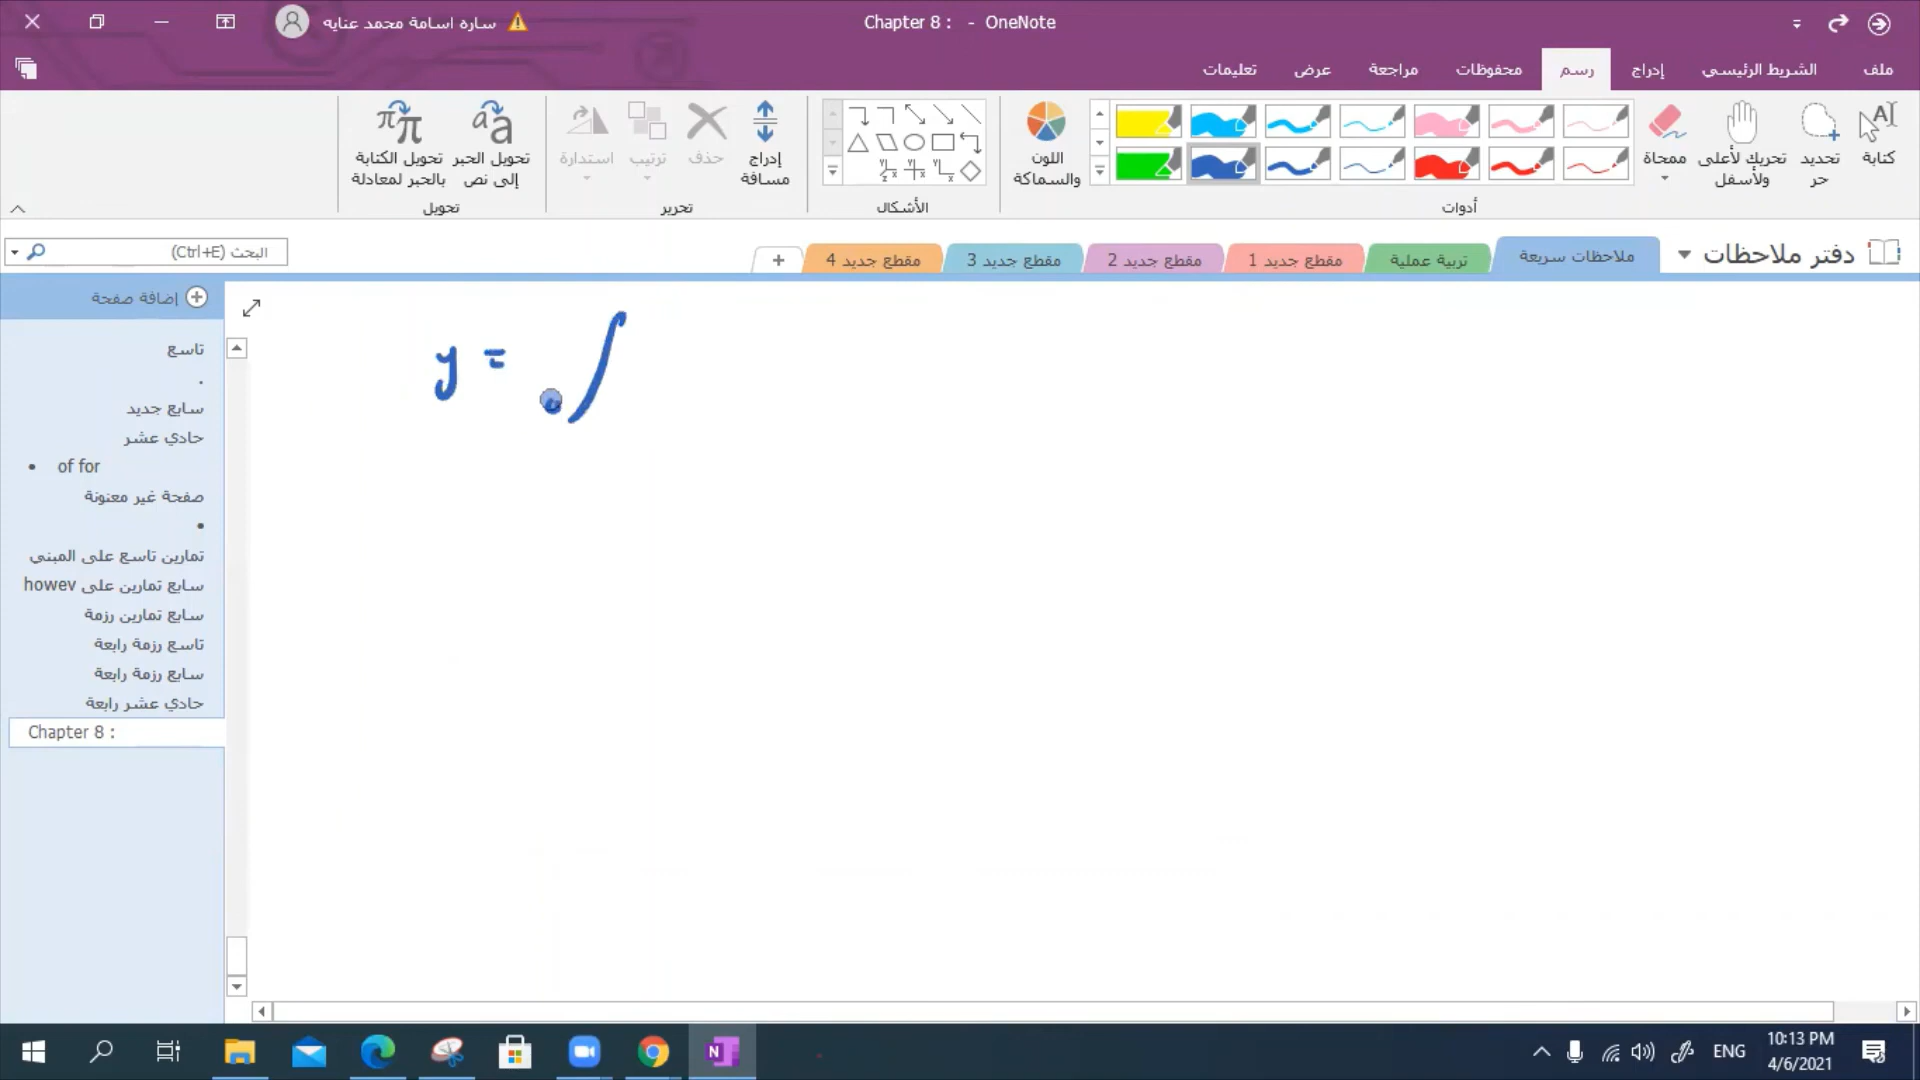 ساره اسامة محمد عنايه
Chapter 8 : - OneNote
ملف الشريط الرئيسي إدراج رسم محفوظات مراجعة عرض تعليمات
كتابة
تحديد حر
تحريك لأعلى ولأسفل
ممحاة
أدوات
اللون والسماكة
الأشكال
إدراج مسافة
حذف
ترتيب
استدارة
تحرير
تحويل الحبر إلى نص
تحويل الكتابة بالحبر لمعادلة
تحويل
دفتر ملاحظات
ملاحظات سريعة تربية عملية مقطع جديد 1 مقطع جديد 2 مقطع جديد 3 مقطع جديد 4 +
البحث (Ctrl+E)
إضافة صفحة
تاسع
.
سابع جديد
حادي عشر
• of for
صفحة غير معنونة
•
تمارين تاسع على المبني
سابع تمارين على howev
سابع تمارين رزمة
تاسع رزمة رابعة
سابع رزمة رابعة
حادي عشر رابعة
Chapter 8 :
y = ∫
ENG
10:13 PM
4/6/2021